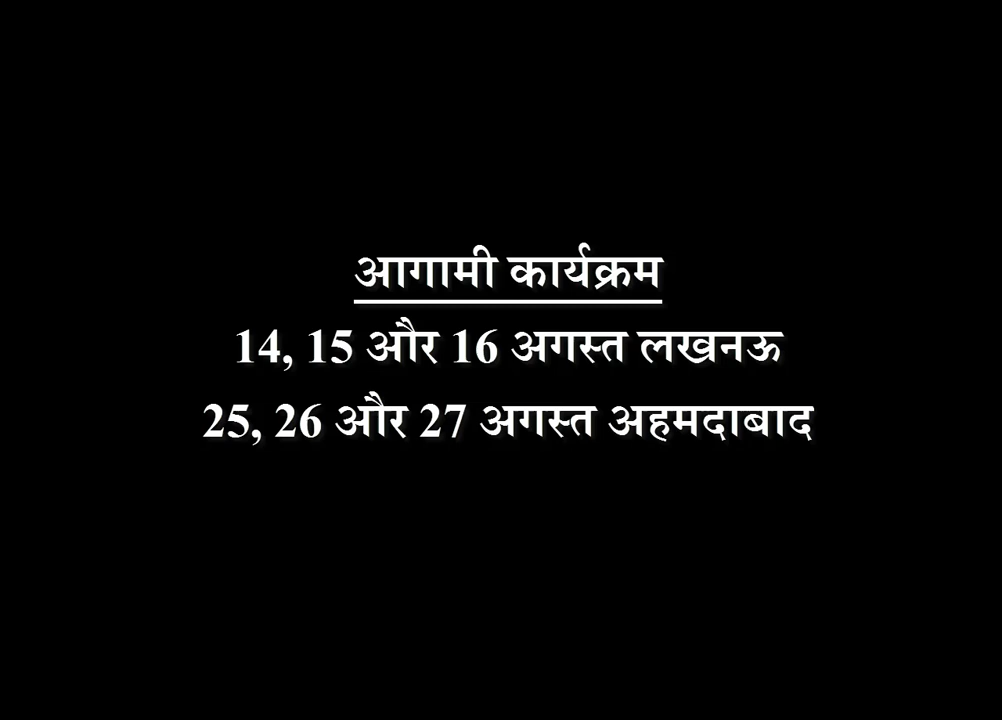 आगामी कार्यक्रम
14, 15 और 16 अगस्त लखनऊ
25, 26 और 27 अगस्त अहमदाबाद